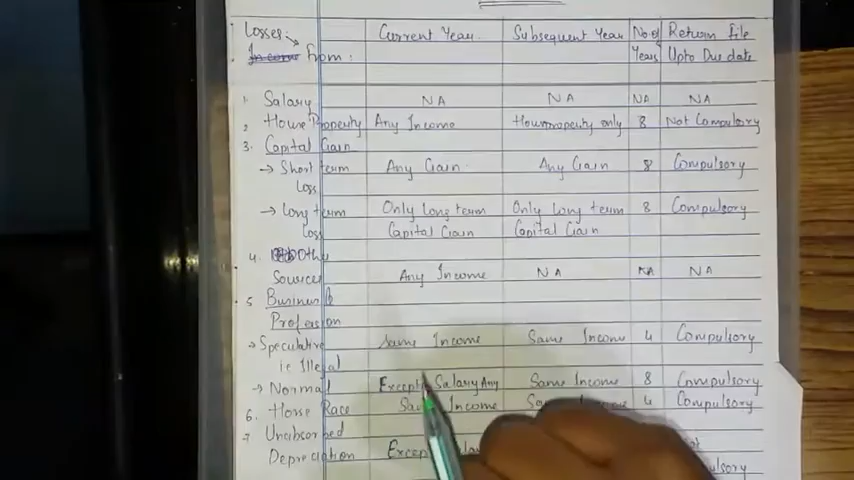 Losses: Current Year Subsequent Year No of Return File
From: Years Upto Due date
1. Salary NA NA NA NA
2. House Property Any Income House property only 8 Not Compulsory
3. Capital Gain
→ Short term Any Gain Any Gain 8 Compulsory
Loss
→ Long term Only Long term Only Long term 8 Compulsory
Loss Capital Gain Capital Gain
4. Other
Sources Any Income NA NA NA
5 Business &
Profession
→ Speculative Same Income Same Income 4 Compulsory
ie Illegal
→ Normal Except Salary Any Same Income 8 Compulsory
6. Horse Race Income 4 Compulsory
7 Unabsorbed
Depreciation Except